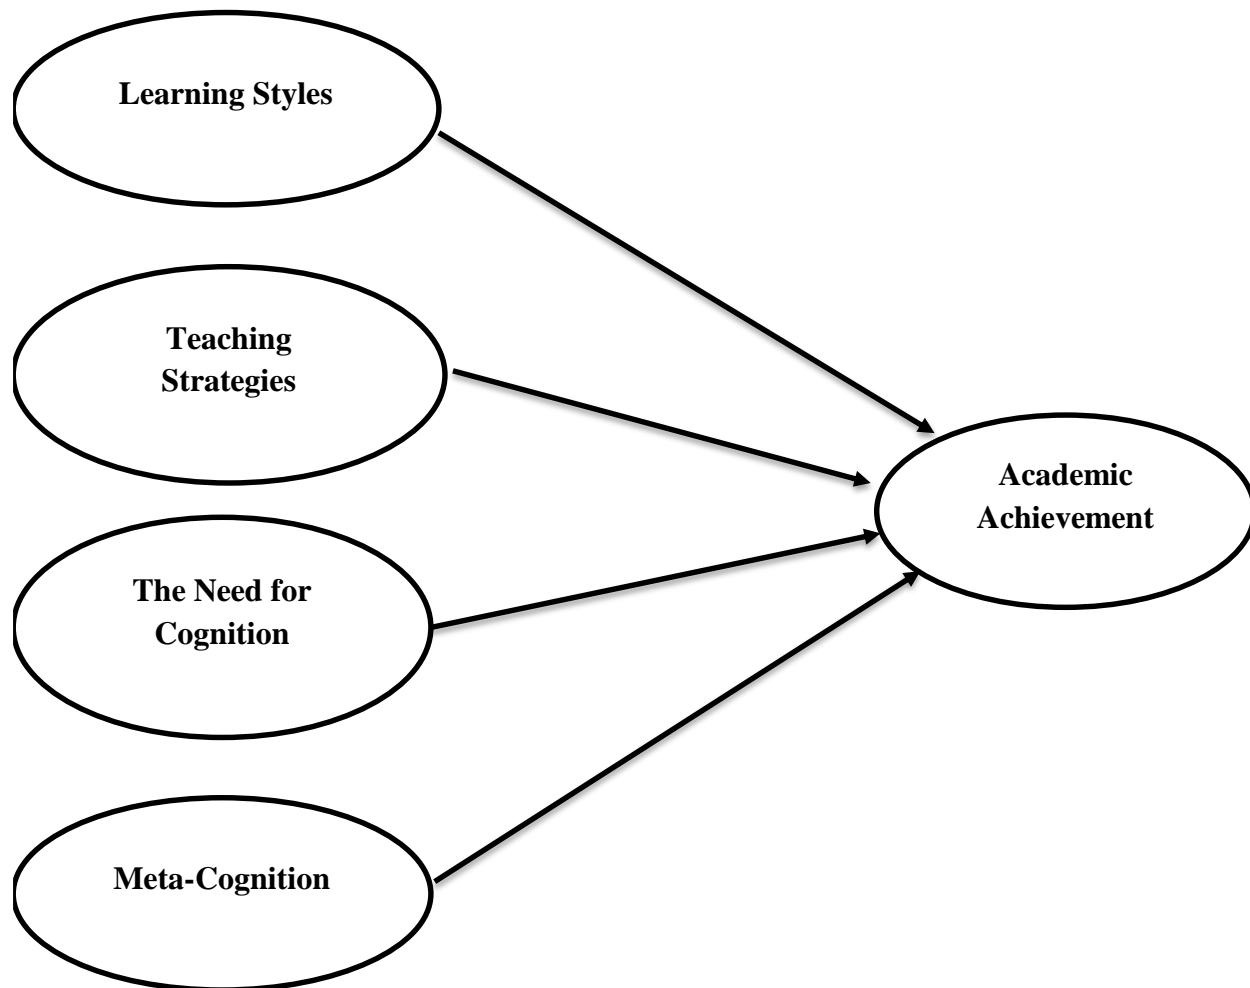 Learning Styles
Teaching
Strategies
The Need for
Cognition
Meta-Cognition
Academic
Achievement